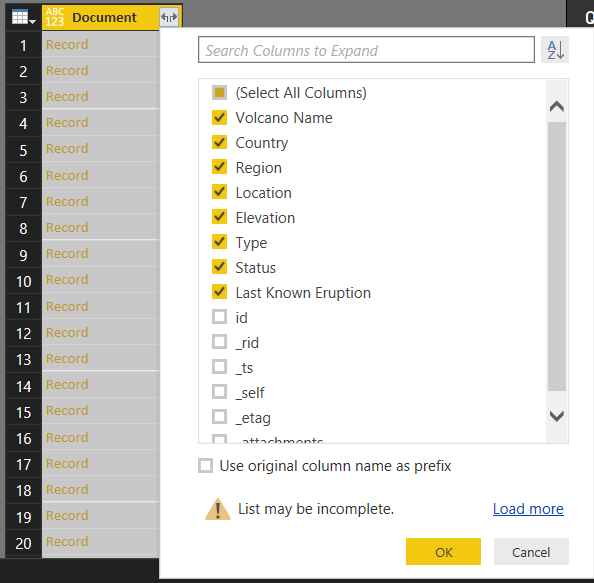 ABC
123
Document
Q
1 Record
2 Record
3 Record
4 Record
5 Record
6 Record
7 Record
8 Record
9 Record
10 Record
11 Record
12 Record
13 Record
14 Record
15 Record
16 Record
17 Record
18 Record
19 Record
20 Record
Search Columns to Expand
A
Z
(Select All Columns)
Volcano Name
Country
Region
Location
Elevation
Type
Status
Last Known Eruption
id
_rid
_ts
_self
_etag
_attachments
Use original column name as prefix
List may be incomplete.
Load more
OK
Cancel